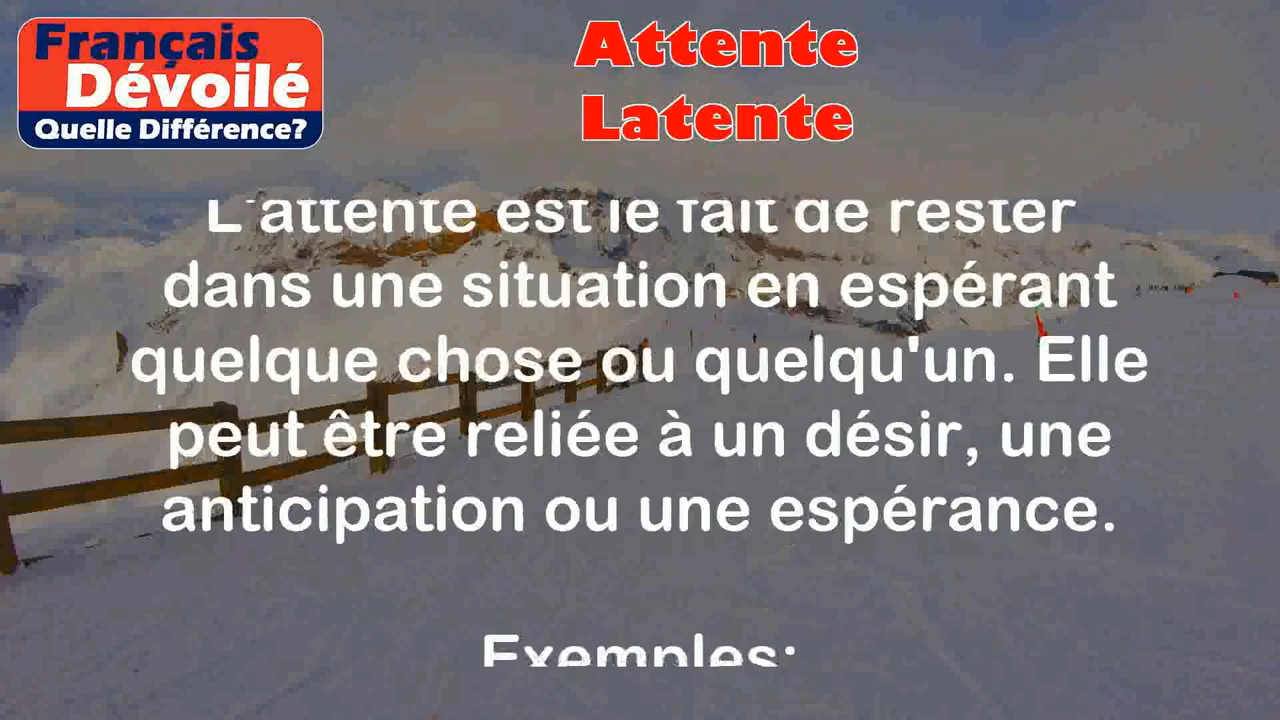 Français
Dévoilé
Quelle Différence?
Attente
Latente
L'attente est le fait de rester
dans une situation en espérant
quelque chose ou quelqu'un. Elle
peut être reliée à un désir, une
anticipation ou une espérance.
Exemples: